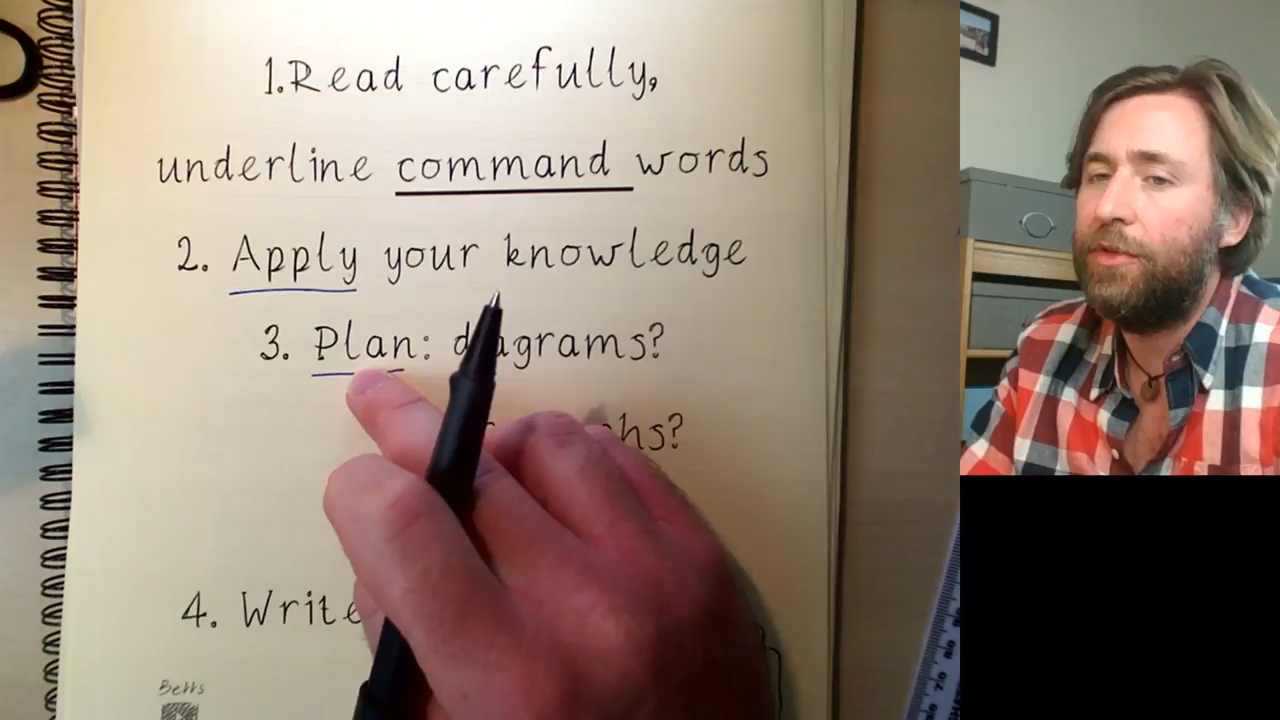 1. Read carefully,
underline command words
2. Apply your knowledge
3. Plan: diagrams?
4. Write
Betts